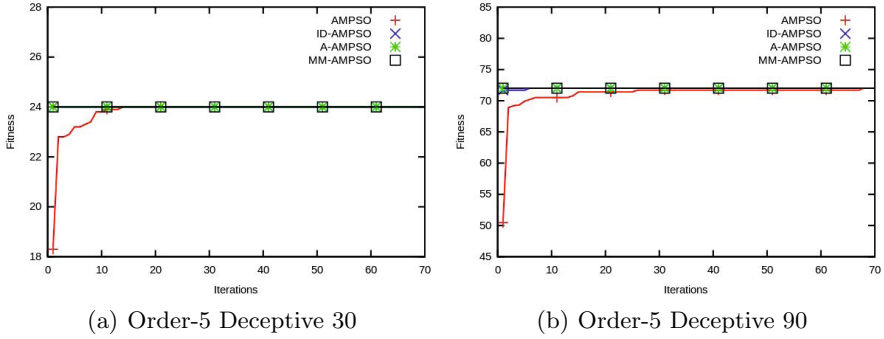 28
26
24
22
20
18
Fitness
0 10 20 30 40 50 60 70
Iterations
AMPSO
ID-AMPSO
A-AMPSO
MM-AMPSO
(a) Order-5 Deceptive 30
85
80
75
70
65
60
55
50
45
Fitness
0 10 20 30 40 50 60 70
Iterations
AMPSO
ID-AMPSO
A-AMPSO
MM-AMPSO
(b) Order-5 Deceptive 90